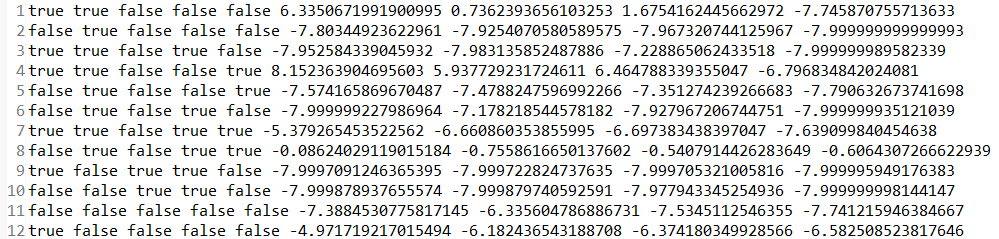 1 true true false false false 6.3350671991900995 0.7362393656103253 1.6754162445662972 -7.745870755713633
2 false true false false false -7.80344923622961 -7.9254070580589575 -7.967320744125967 -7.999999999999993
3 true true false true false -7.952584339045932 -7.983135852487886 -7.228865062433518 -7.999999989582339
4 true true false false true 8.152363904695603 5.937729231724611 6.464788339355047 -6.796834842024081
5 false true false false true -7.574165869670487 -7.4788247596992266 -7.351274239266683 -7.790632673741698
6 false true false true false -7.999999227986964 -7.178218544578182 -7.927967206744751 -7.999999935121039
7 true true false true true -5.379265453522562 -6.660860353855995 -6.697383438397047 -7.639099840454638
8 false true false true true -0.08624029119015184 -0.7558616650137602 -0.5407914426283649 -0.6064307266622939
9 true false true true false -7.9997091246365395 -7.999722824737635 -7.999705321005816 -7.999995949176383
10 false false true true false -7.999878937655574 -7.999879740592591 -7.977943345254936 -7.999999998144147
11 false false false false false -7.3884530775817145 -6.335604786886731 -7.5345112546355 -7.741215946384667
12 true false false false false -4.971719217015494 -6.182436543188708 -6.374180349928566 -6.582508523817646